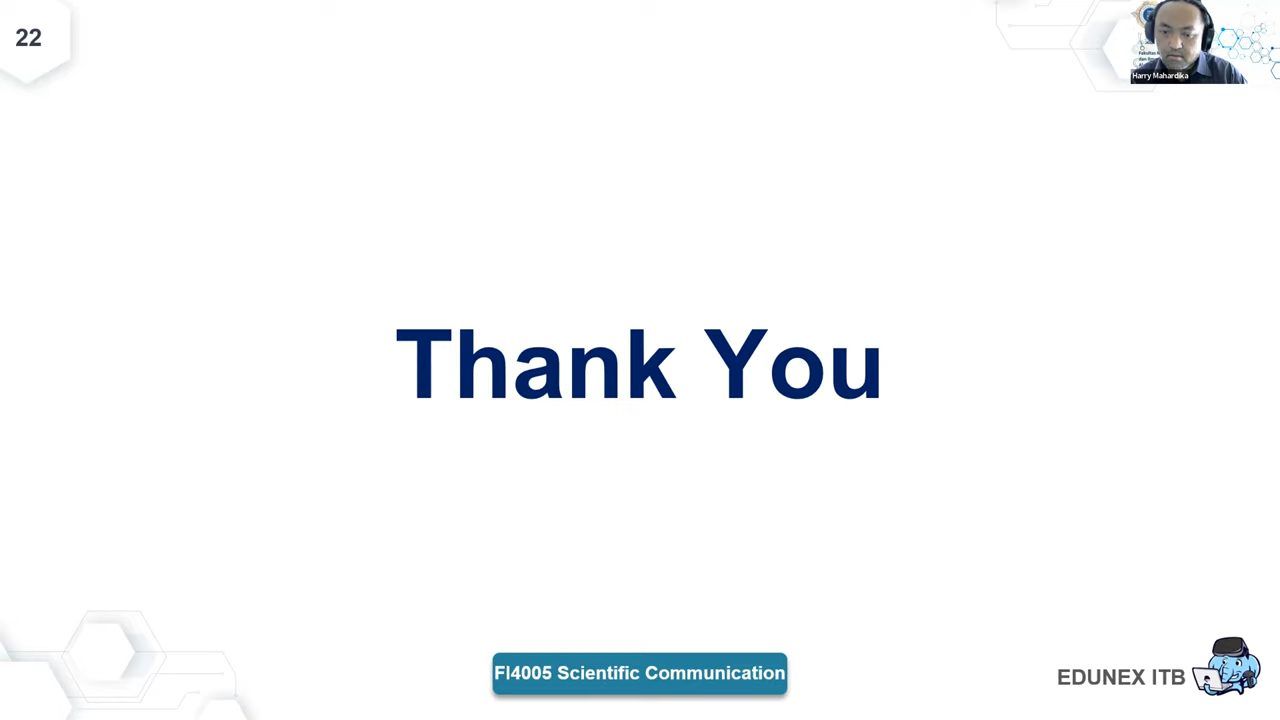 22
Harry Mahardika
Thank You
FI4005 Scientific Communication
EDUNEX ITB